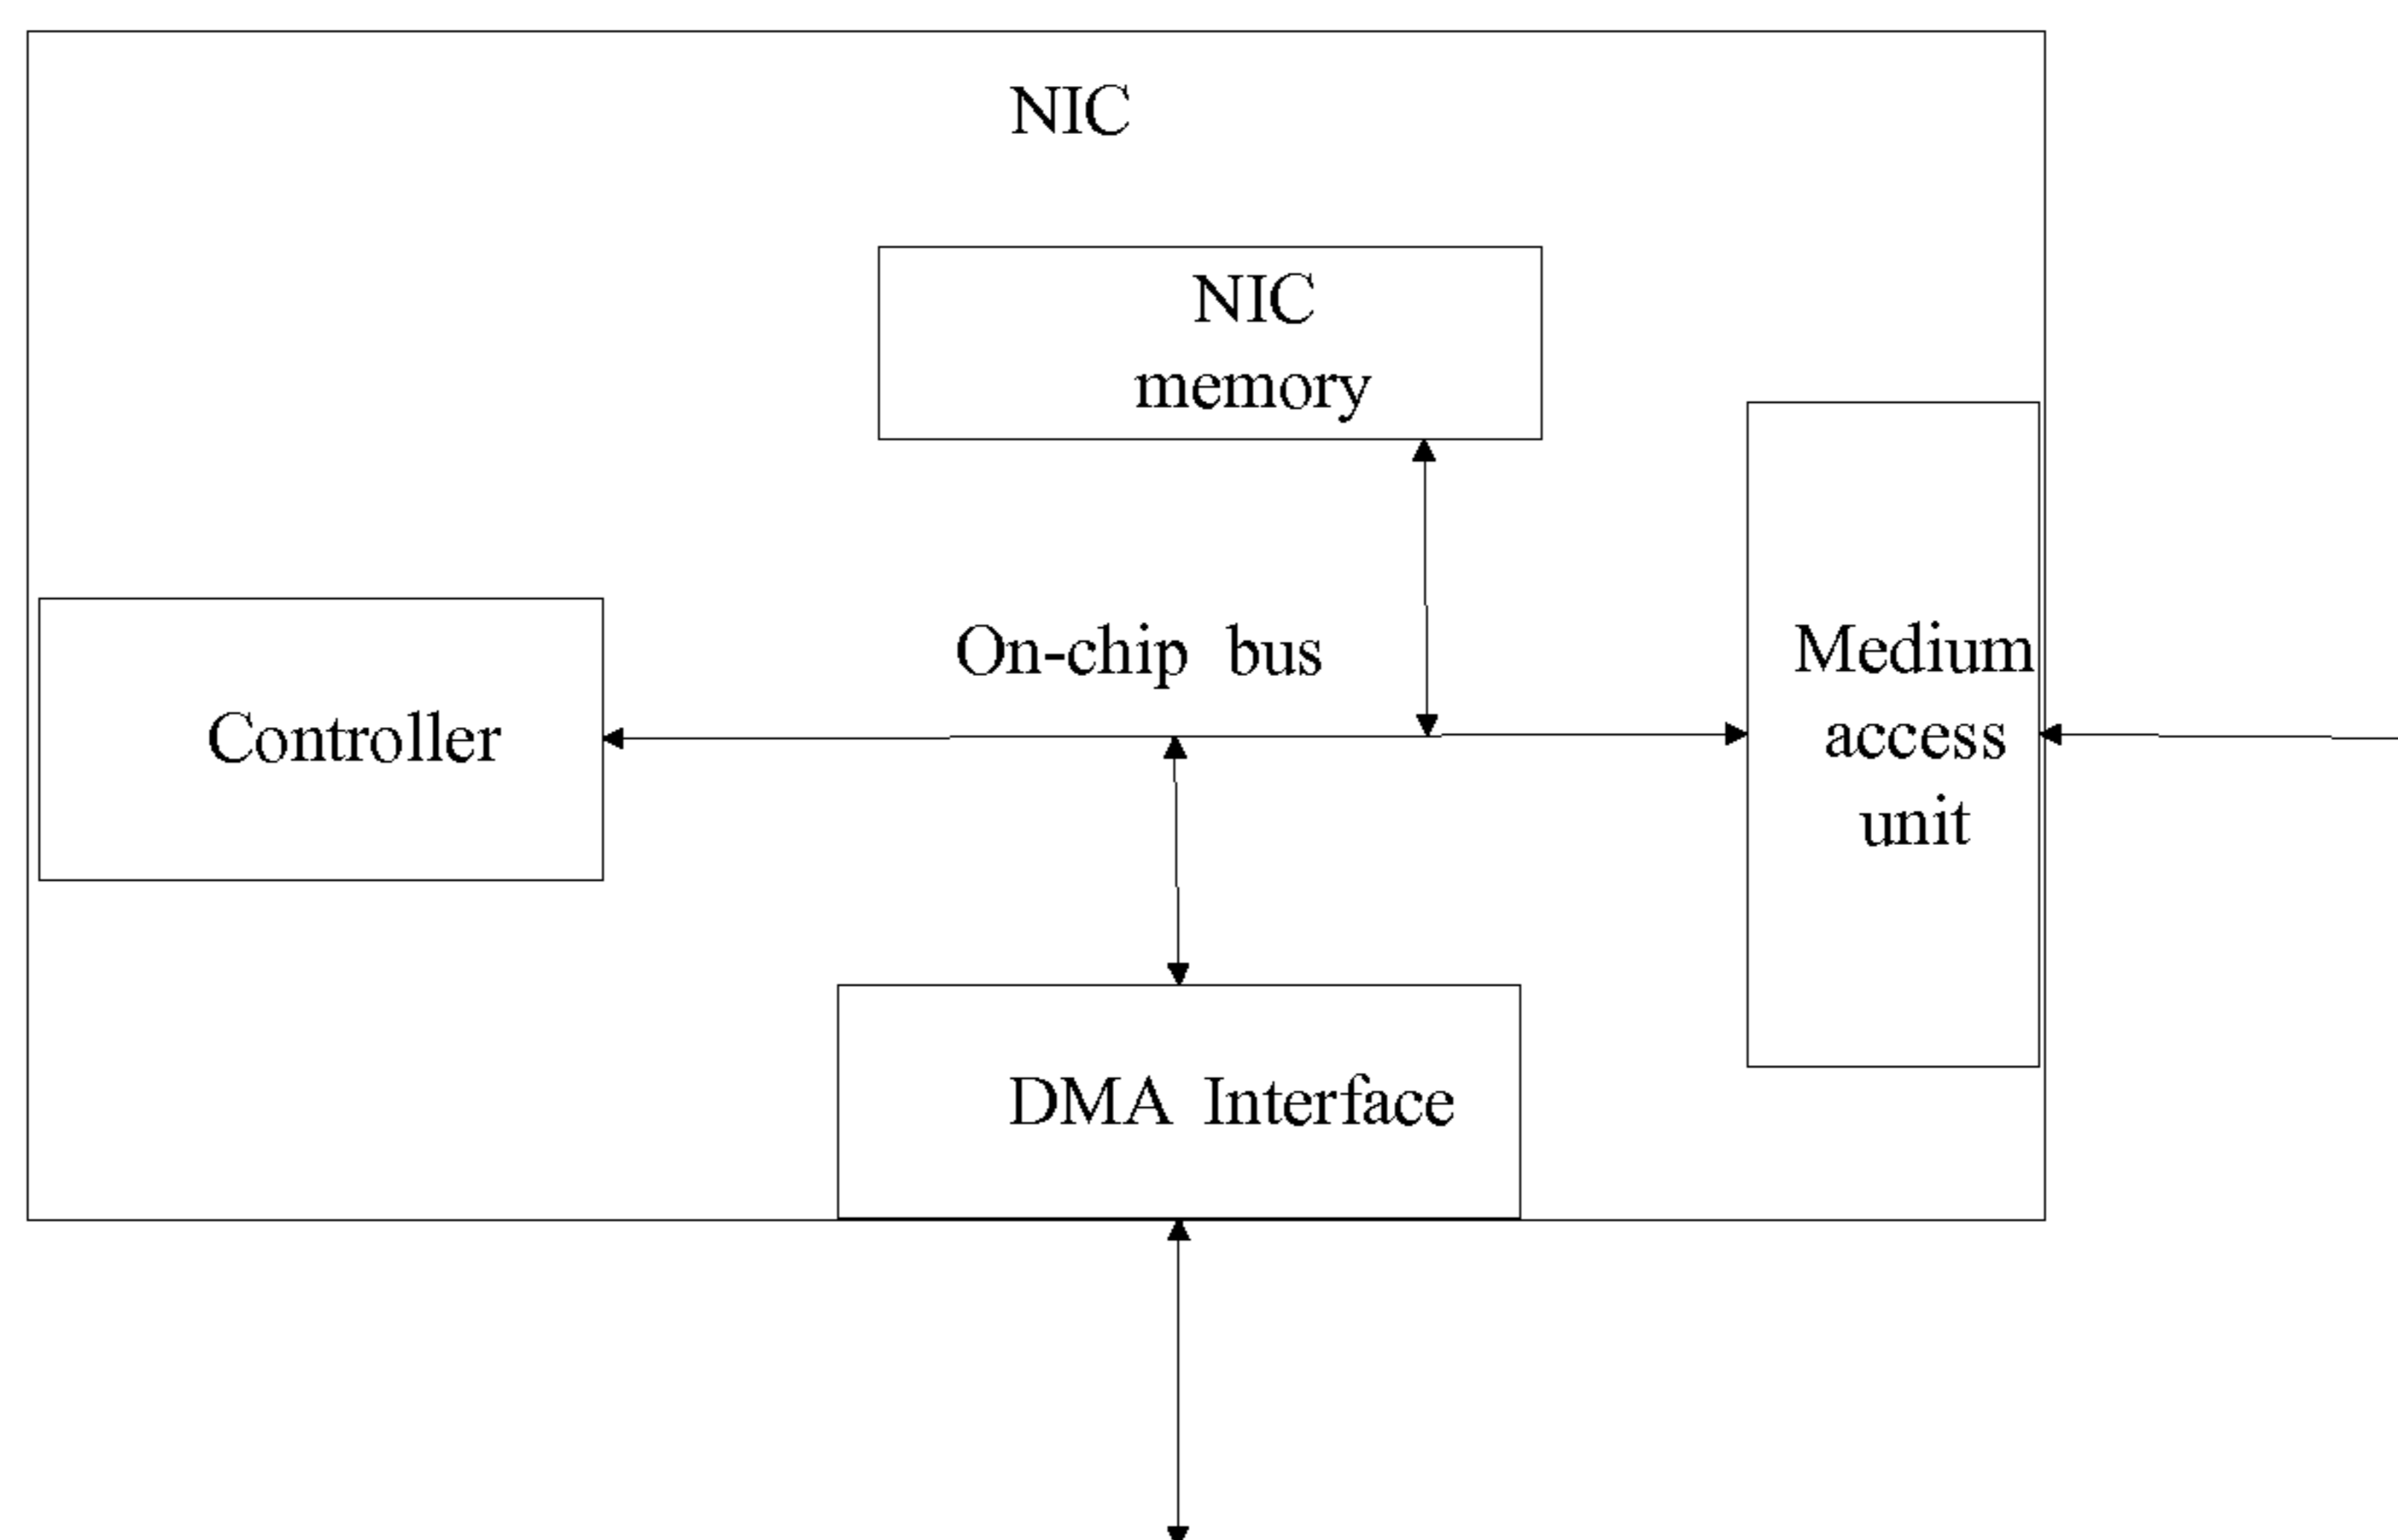 NIC
NIC
memory
On-chip bus
Controller
Medium
access
unit
DMA Interface